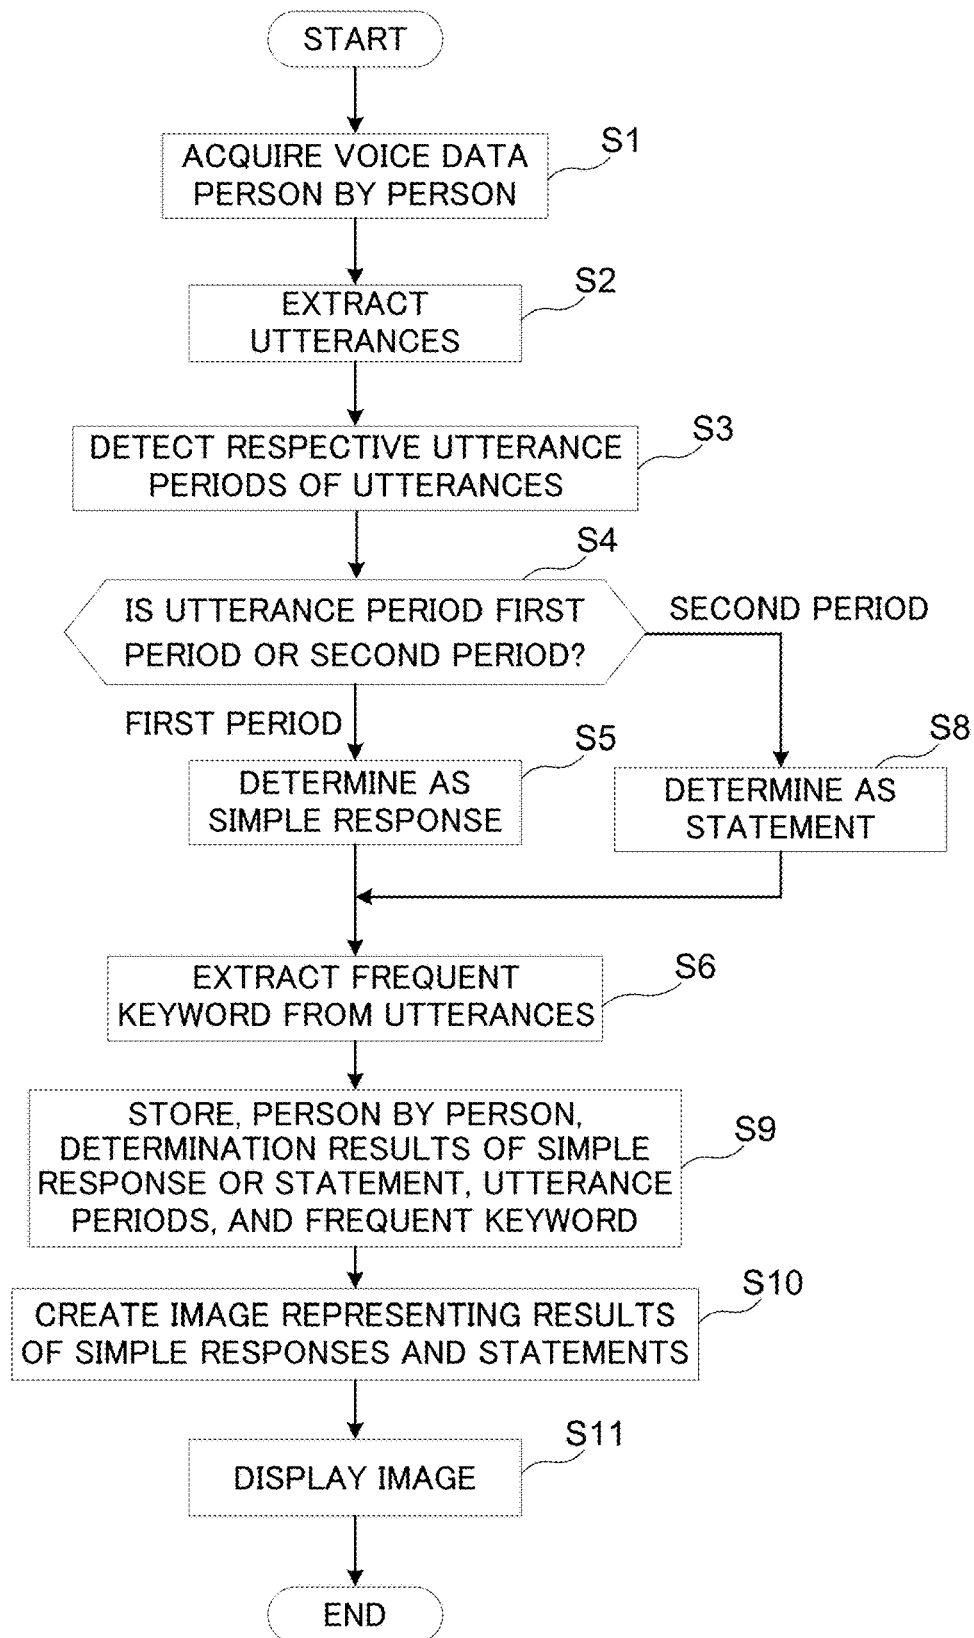 START
S1
ACQUIRE VOICE DATA
PERSON BY PERSON
S2
EXTRACT
UTTERANCES
S3
DETECT RESPECTIVE UTTERANCE
PERIODS OF UTTERANCES
S4
IS UTTERANCE PERIOD FIRST
PERIOD OR SECOND PERIOD?
SECOND PERIOD
FIRST PERIOD
S5
DETERMINE AS
SIMPLE RESPONSE
S8
DETERMINE AS
STATEMENT
S6
EXTRACT FREQUENT
KEYWORD FROM UTTERANCES
S9
STORE, PERSON BY PERSON,
DETERMINATION RESULTS OF SIMPLE
RESPONSE OR STATEMENT, UTTERANCE
PERIODS, AND FREQUENT KEYWORD
S10
CREATE IMAGE REPRESENTING RESULTS
OF SIMPLE RESPONSES AND STATEMENTS
S11
DISPLAY IMAGE
END